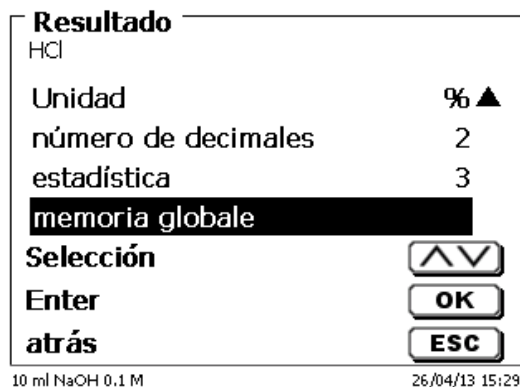 Resultado
HCl
Unidad % ▲
número de decimales 2
estadística 3
memoria globale
Selección
Enter OK
atrás ESC
10 ml NaOH 0.1 M 26/04/13 15:29